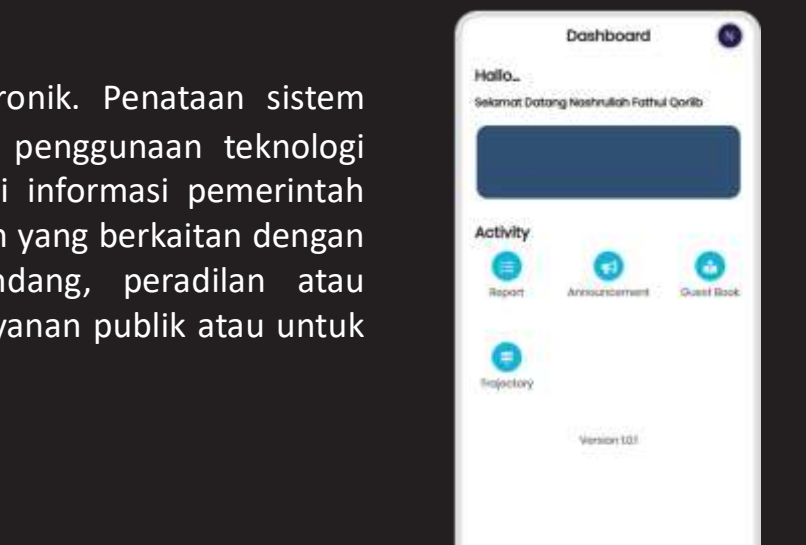 ronik. Penataan sistem
penggunaan teknologi
i informasi pemerintah
n yang berkaitan dengan
ndang, peradilan atau
yanan publik atau untuk
Dashboard
N
Hallo...
Selamat Datang Nashrullah Fathul Qoriib
Activity
Report
Announcement
Guest Book
Trajectory
Version 1.0.1